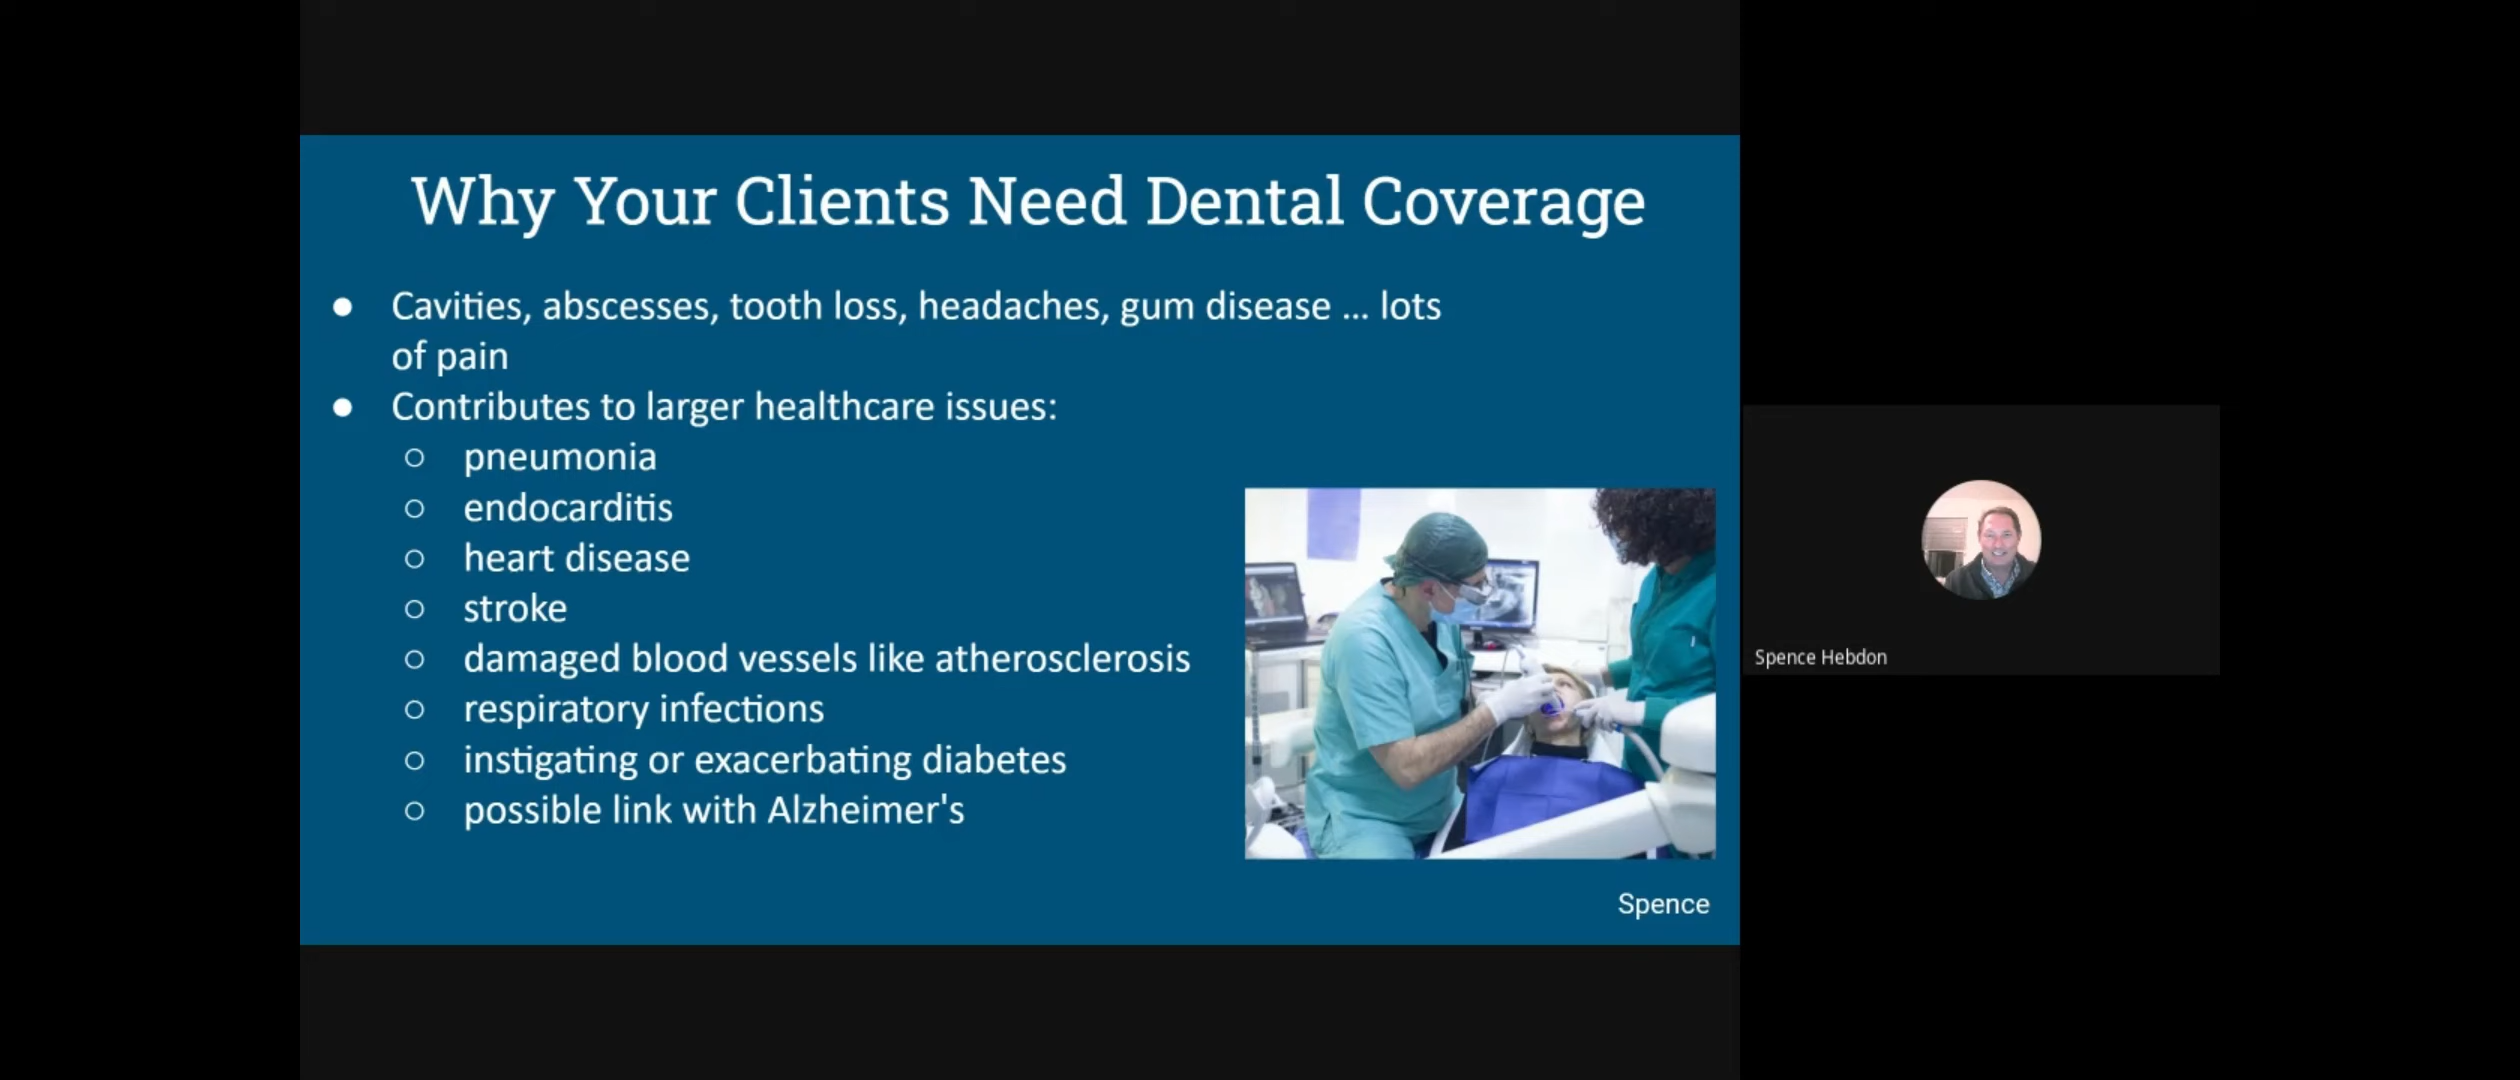 Why Your Clients Need Dental Coverage
● Cavities, abscesses, tooth loss, headaches, gum disease ... lots
of pain
● Contributes to larger healthcare issues:
○ pneumonia
○ endocarditis
○ heart disease
○ stroke
○ damaged blood vessels like atherosclerosis
○ respiratory infections
○ instigating or exacerbating diabetes
○ possible link with Alzheimer's
Spence
Spence Hebdon